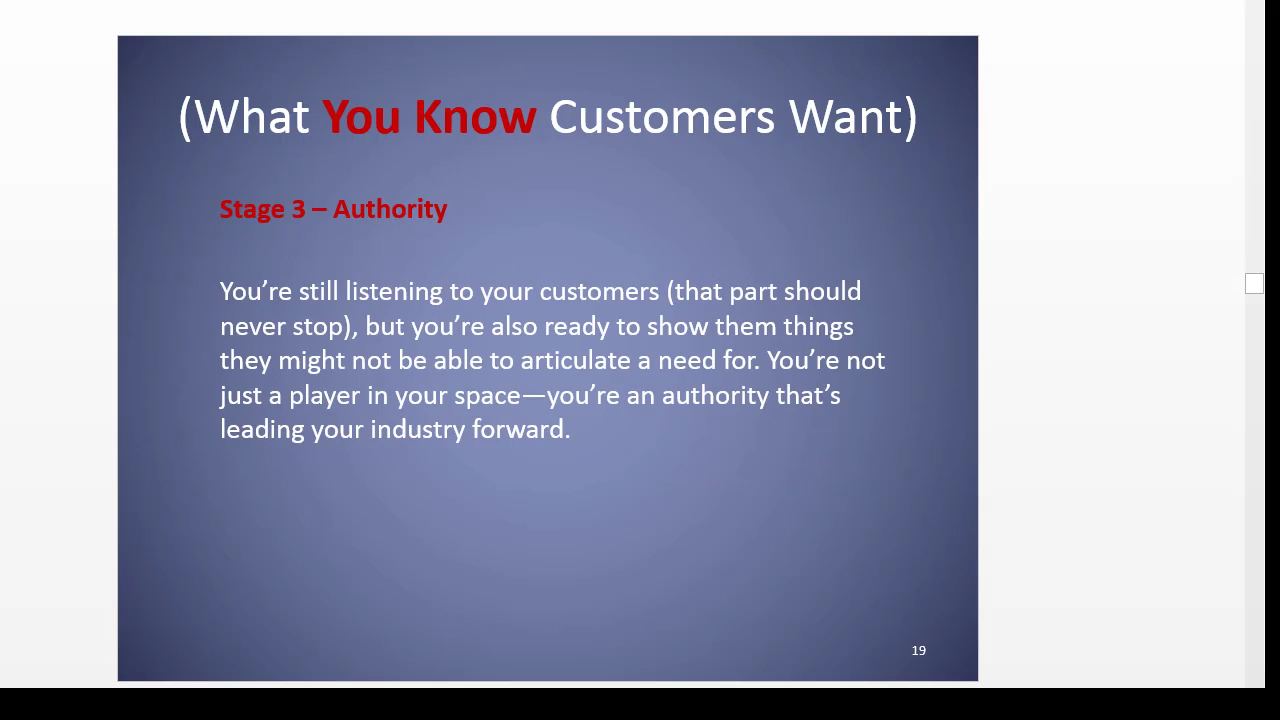 (What You Know Customers Want)
Stage 3 – Authority
You’re still listening to your customers (that part should
never stop), but you’re also ready to show them things
they might not be able to articulate a need for. You’re not
just a player in your space—you’re an authority that’s
leading your industry forward.
19